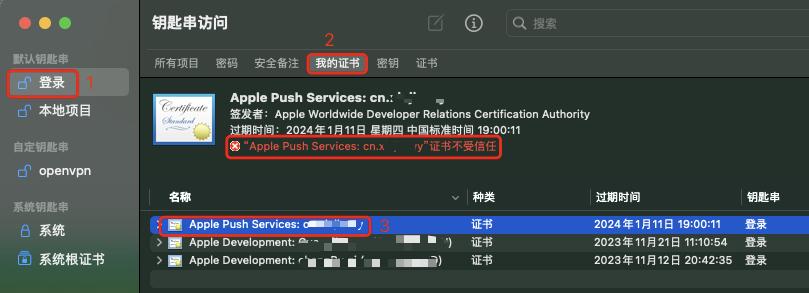 钥匙串访问
搜索
2
所有项目 密码 安全备注 我的证书 密钥 证书
默认钥匙串
登录 1
本地项目
自定钥匙串
openvpn
系统钥匙串
系统
系统根证书
Certificate
Standard
Apple Push Services: cn.
签发者: Apple Worldwide Developer Relations Certification Authority
过期时间: 2024年1月11日 星期四 中国标准时间 19:00:11
“Apple Push Services: cn. 证书不受信任
名称 种类 过期时间 钥匙串
Apple Push Services: 3 证书 2024年1月11日 19:00:11 登录
Apple Development: 证书 2023年11月21日 11:10:54 登录
Apple Development: 证书 2023年11月12日 20:42:35 登录